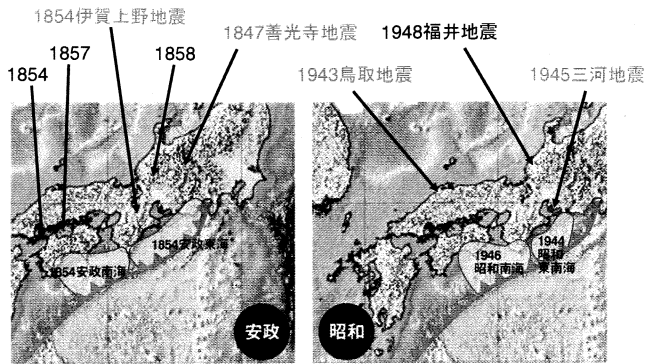 1854伊賀上野地震
1847善光寺地震
1857
1858
1854
1854安政南海
1854安政東海
安政
1948福井地震
1943鳥取地震
1945三河地震
1946
昭和南海
1944
昭和
東南海
昭和